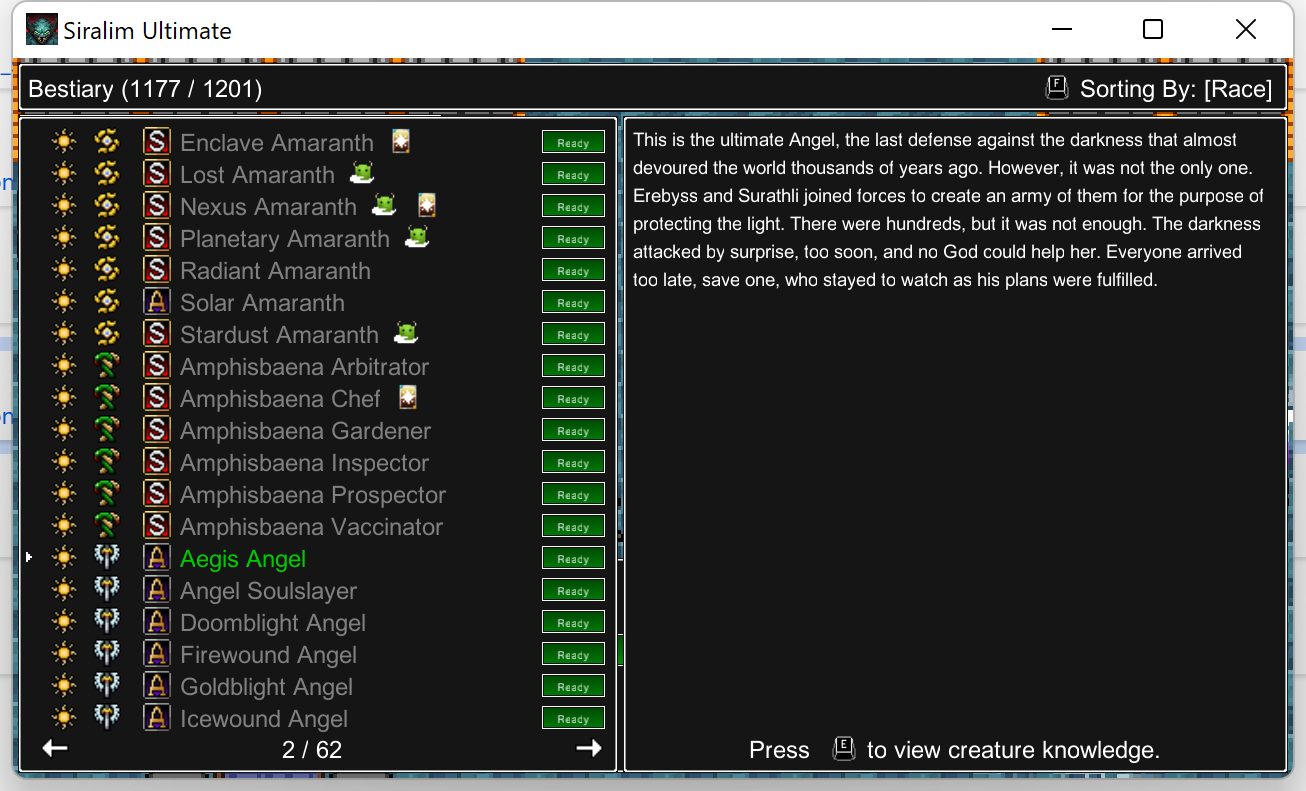 Siralim Ultimate
Bestiary (1177 / 1201)
F Sorting By: [Race]
S Enclave Amaranth Ready
S Lost Amaranth Ready
S Nexus Amaranth Ready
S Planetary Amaranth Ready
S Radiant Amaranth Ready
A Solar Amaranth Ready
S Stardust Amaranth Ready
S Amphisbaena Arbitrator Ready
S Amphisbaena Chef Ready
S Amphisbaena Gardener Ready
S Amphisbaena Inspector Ready
S Amphisbaena Prospector Ready
S Amphisbaena Vaccinator Ready
A Aegis Angel Ready
A Angel Soulslayer Ready
A Doomblight Angel Ready
A Firewound Angel Ready
A Goldblight Angel Ready
A Icewound Angel Ready
2 / 62
This is the ultimate Angel, the last defense against the darkness that almost
devoured the world thousands of years ago. However, it was not the only one.
Erebyss and Surathli joined forces to create an army of them for the purpose of
protecting the light. There were hundreds, but it was not enough. The darkness
attacked by surprise, too soon, and no God could help her. Everyone arrived
too late, save one, who stayed to watch as his plans were fulfilled.
Press E to view creature knowledge.